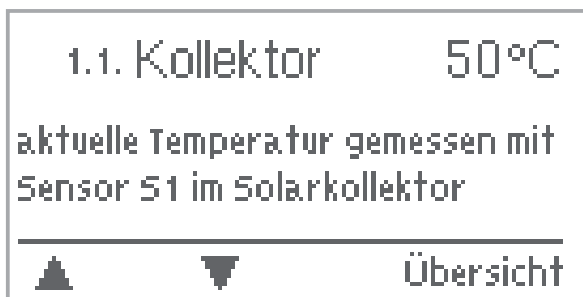 1.1. Kollektor 50°C
aktuelle Temperatur gemessen mit
Sensor S1 im Solarkollektor
Übersicht